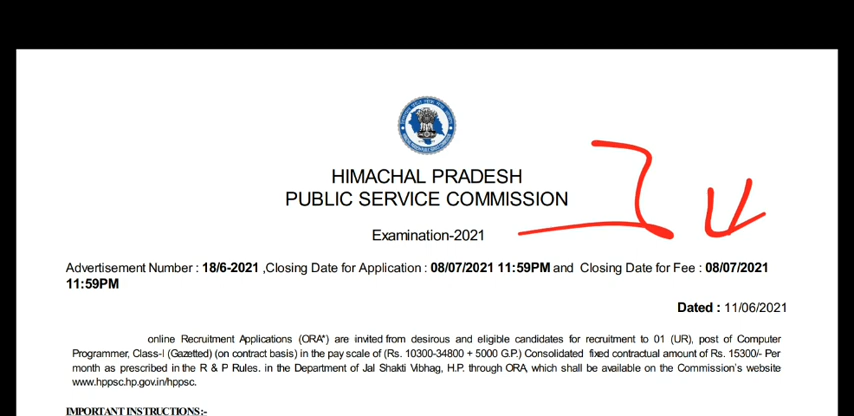 HIMACHAL PRADESH
PUBLIC SERVICE COMMISSION
Examination-2021
Advertisement Number : 18/6-2021 ,Closing Date for Application : 08/07/2021 11:59PM and Closing Date for Fee : 08/07/2021
11:59PM
Dated : 11/06/2021
online Recruitment Applications (ORA*) are invited from desirous and eligible candidates for recruitment to 01 (UR), post of Computer
Programmer, Class-I (Gazetted) (on contract basis) in the pay scale of (Rs. 10300-34800 + 5000 G.P.) Consolidated fixed contractual amount of Rs. 15300/- Per
month as prescribed in the R & P Rules. in the Department of Jal Shakti Vibhag, H.P. through ORA, which shall be available on the Commission's website
www.hppsc.hp.gov.in/hppsc.
IMPORTANT INSTRUCTIONS:-